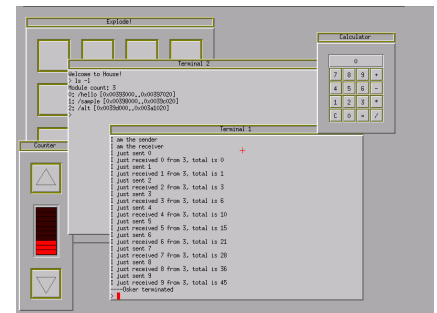 Explode!
Calculator
0
7 8 9 +
4 5 6 -
1 2 3 *
C 0 = /
Terminal 2
Welcome to House!
> ls -l
Module count: 3
0: /hello [0x00393000,,0x00397020]
1: /sample [0x00398000,,0x0039c020]
2: /alt [0x0039d000,,0x003a1020]
>
Counter
Terminal 1
I am the sender
I am the receiver
I just sent 0
I just received 0 from 3, total is 0
I just sent 1
I just received 1 from 3, total is 1
I just sent 2
I just received 2 from 3, total is 3
I just sent 3
I just received 3 from 3, total is 6
I just sent 4
I just received 4 from 3, total is 10
I just sent 5
I just received 5 from 3, total is 15
I just sent 6
I just received 6 from 3, total is 21
I just sent 7
I just received 7 from 3, total is 28
I just sent 8
I just received 8 from 3, total is 36
I just sent 9
I just received 9 from 3, total is 45
----Osker terminated
>